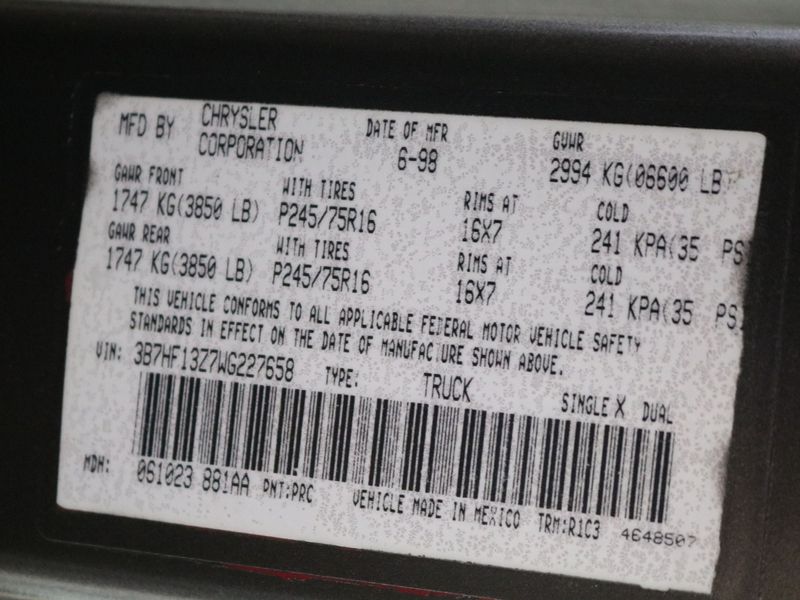 MFD BY CHRYSLER CORPORATION DATE OF MFR 6-98 GVWR 2994 KG(06600 LB)
GAWR FRONT WITH TIRES RIMS AT COLD
1747 KG(3850 LB) P245/75R16 16X7 241 KPA(35 PSI
GAWR REAR WITH TIRES RIMS AT COLD
1747 KG(3850 LB) P245/75R16 16X7 241 KPA(35 PSI
THIS VEHICLE CONFORMS TO ALL APPLICABLE FEDERAL MOTOR VEHICLE SAFETY
STANDARDS IN EFFECT ON THE DATE OF MANUFACTURE SHOWN ABOVE.
VIN: 3B7HF13Z7WG227658 TYPE: TRUCK SINGLE X DUAL
MDH: 061023 881AA PNT:PRC VEHICLE MADE IN MEXICO TRM:R1C3 4648507